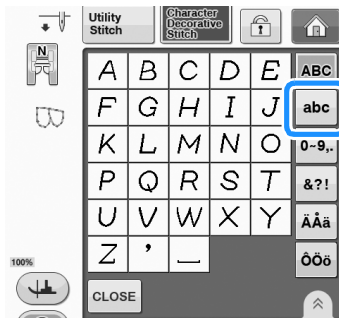 Utility
Stitch
Character
Decorative
Stitch
N
A B C D E ABC
F G H I J abc
K L M N O 0~9,.
P Q R S T &?!
U V W X Y ÄÅä
Z ’ _ ÔÖö
100%
CLOSE